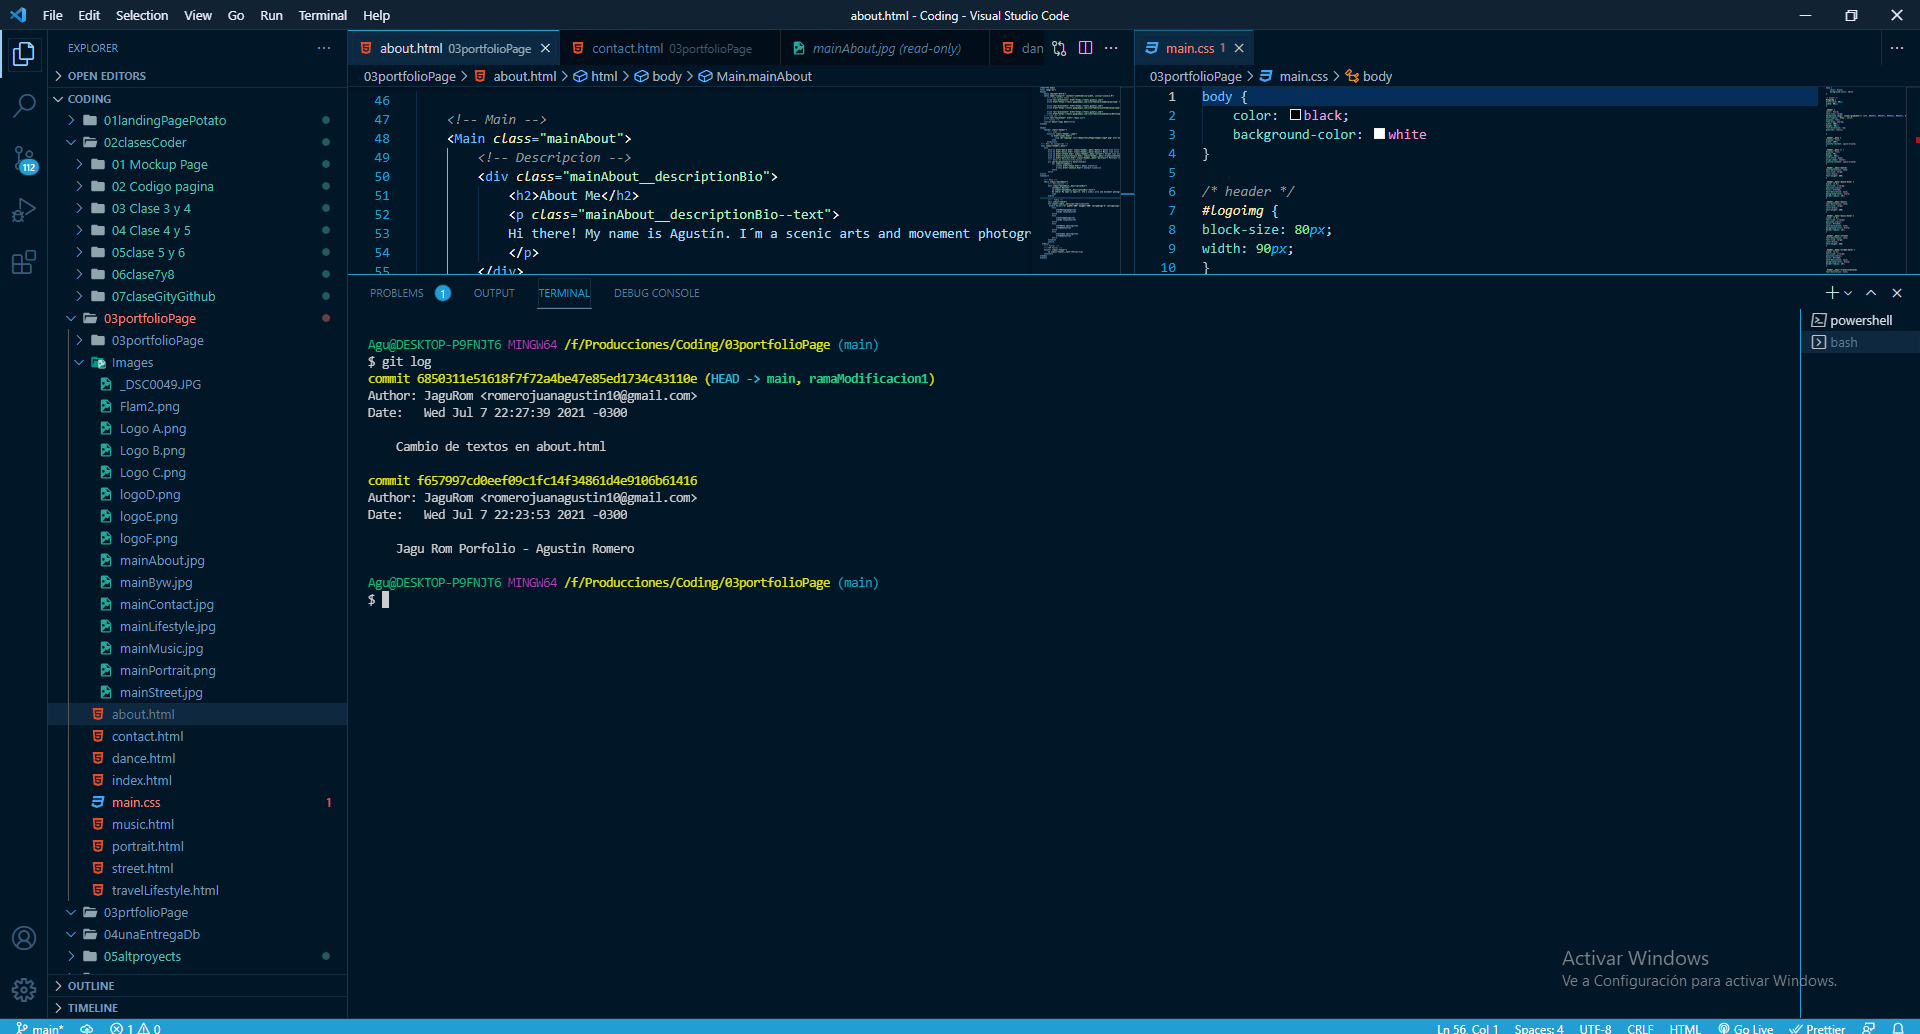 File Edit Selection View Go Run Terminal Help
about.html - Coding - Visual Studio Code
EXPLORER
OPEN EDITORS
CODING
01landingPagePotato
02clasesCoder
01 Mockup Page
02 Codigo pagina
03 Clase 3 y 4
04 Clase 4 y 5
05clase 5 y 6
06clase7y8
07claseGityGithub
03portfolioPage
03portfolioPage
Images
_DSC0049.JPG
Flam2.png
Logo A.png
Logo B.png
Logo C.png
logoD.png
logoE.png
logoF.png
mainAbout.jpg
mainByw.jpg
mainContact.jpg
mainLifestyle.jpg
mainMusic.jpg
mainPortrait.png
mainStreet.jpg
about.html
contact.html
dance.html
index.html
main.css 1
music.html
portrait.html
street.html
travelLifestyle.html
03prtfolioPage
04unaEntregaDb
05altproyects
OUTLINE
TIMELINE
112
about.html 03portfolioPage
contact.html 03portfolioPage
mainAbout.jpg (read-only)
dan
03portfolioPage > about.html > html > body > Main.mainAbout
46
47 <!-- Main -->
48 <Main class="mainAbout">
49 <!-- Descripcion -->
50 <div class="mainAbout__descriptionBio">
51 <h2>About Me</h2>
52 <p class="mainAbout__descriptionBio--text">
53 Hi there! My name is Agustín. I´m a scenic arts and movement photogr
54 </p>
55 </div>
main.css 1
03portfolioPage > main.css > body
1 body {
2 color: black;
3 background-color: white
4 }
5
6 /* header */
7 #logoimg {
8 block-size: 80px;
9 width: 90px;
10 }
PROBLEMS 1 OUTPUT TERMINAL DEBUG CONSOLE
powershell
bash
Agu@DESKTOP-P9FNJT6 MINGW64 /f/Producciones/Coding/03portfolioPage (main)
$ git log
commit 6850311e51618f7f72a4be47e85ed1734c43110e (HEAD -> main, ramaModificacion1)
Author: JaguRom <romerojuanagustin10@gmail.com>
Date: Wed Jul 7 22:27:39 2021 -0300
Cambio de textos en about.html
commit f657997cd0eef09c1fc14f34861d4e9106b61416
Author: JaguRom <romerojuanagustin10@gmail.com>
Date: Wed Jul 7 22:23:53 2021 -0300
Jagu Rom Porfolio - Agustin Romero
Agu@DESKTOP-P9FNJT6 MINGW64 /f/Producciones/Coding/03portfolioPage (main)
$
Activar Windows
Ve a Configuración para activar Windows.
main* 1 0 Ln 56, Col 1 Spaces: 4 UTF-8 CRLF HTML Go Live Prettier